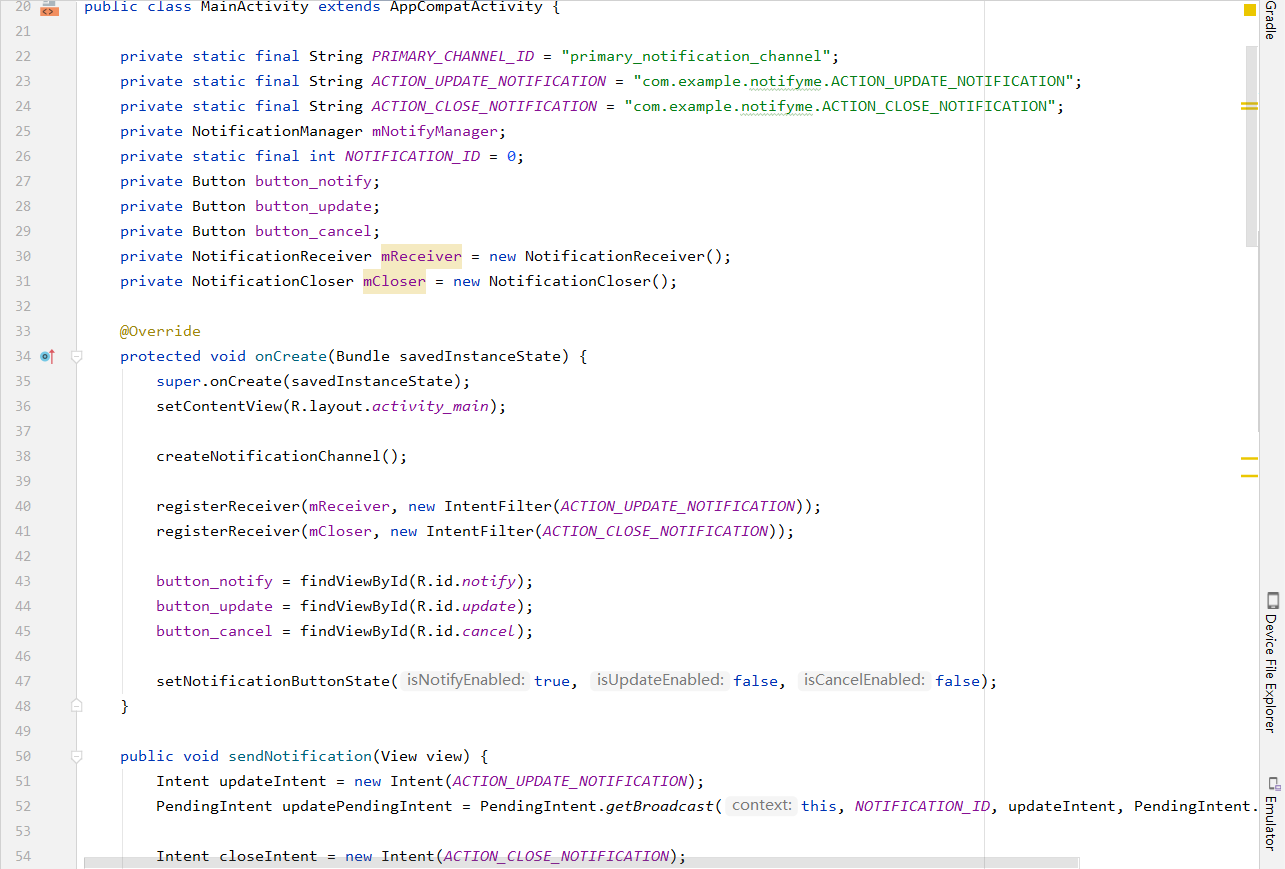 20 public class MainActivity extends AppCompatActivity {
21
22 private static final String PRIMARY_CHANNEL_ID = "primary_notification_channel";
23 private static final String ACTION_UPDATE_NOTIFICATION = "com.example.notifyme.ACTION_UPDATE_NOTIFICATION";
24 private static final String ACTION_CLOSE_NOTIFICATION = "com.example.notifyme.ACTION_CLOSE_NOTIFICATION";
25 private NotificationManager mNotifyManager;
26 private static final int NOTIFICATION_ID = 0;
27 private Button button_notify;
28 private Button button_update;
29 private Button button_cancel;
30 private NotificationReceiver mReceiver = new NotificationReceiver();
31 private NotificationCloser mCloser = new NotificationCloser();
32
33 @Override
34 protected void onCreate(Bundle savedInstanceState) {
35 super.onCreate(savedInstanceState);
36 setContentView(R.layout.activity_main);
37
38 createNotificationChannel();
39
40 registerReceiver(mReceiver, new IntentFilter(ACTION_UPDATE_NOTIFICATION));
41 registerReceiver(mCloser, new IntentFilter(ACTION_CLOSE_NOTIFICATION));
42
43 button_notify = findViewById(R.id.notify);
44 button_update = findViewById(R.id.update);
45 button_cancel = findViewById(R.id.cancel);
46
47 setNotificationButtonState( isNotifyEnabled: true, isUpdateEnabled: false, isCancelEnabled: false);
48 }
49
50 public void sendNotification(View view) {
51 Intent updateIntent = new Intent(ACTION_UPDATE_NOTIFICATION);
52 PendingIntent updatePendingIntent = PendingIntent.getBroadcast( context: this, NOTIFICATION_ID, updateIntent, PendingIntent.
53
54 Intent closeIntent = new Intent(ACTION_CLOSE_NOTIFICATION);
Gradle
Device File Explorer
Emulator